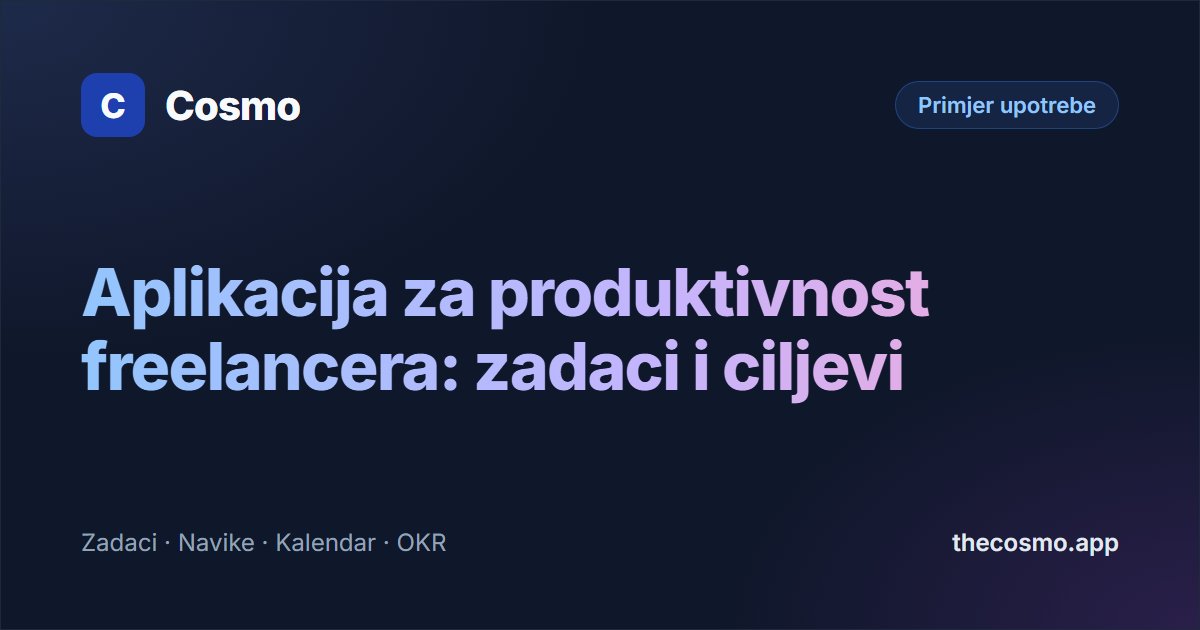 C
Cosmo
Primjer upotrebe
Aplikacija za produktivnost
freelancera: zadaci i ciljevi
Zadaci · Navike · Kalendar · OKR
thecosmo.app